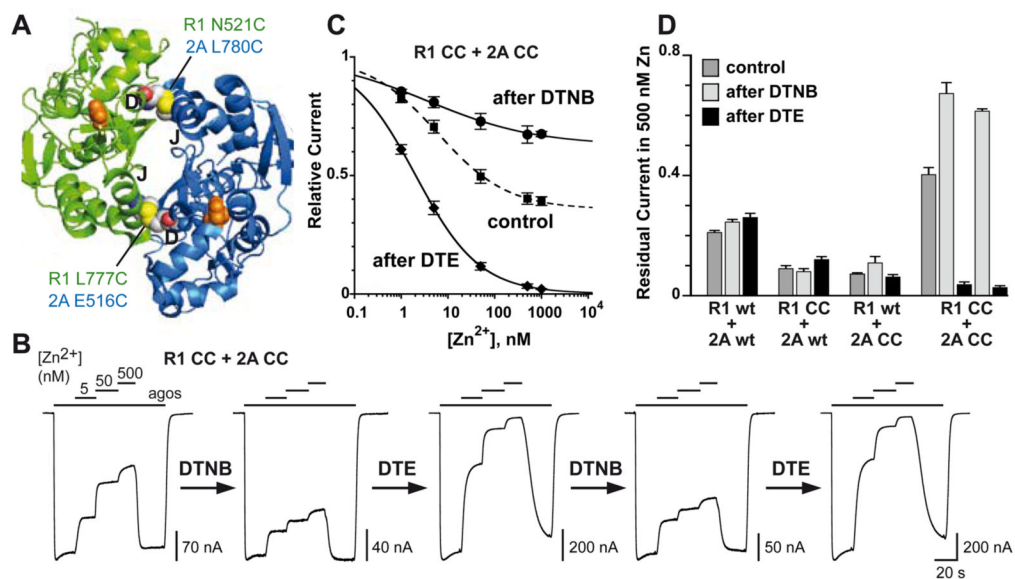 A
R1 N521C
2A L780C
D
J
J
D
R1 L777C
2A E516C
C
R1 CC + 2A CC
Relative Current
1
0.5
0
after DTNB
control
after DTE
0.1 1 10 100 1000 10⁴
[Zn²⁺], nM
D
Residual Current in 500 nM Zn
0.8
0.4
0
control
after DTNB
after DTE
R1 wt + 2A wt
R1 CC + 2A wt
R1 wt + 2A CC
R1 CC + 2A CC
B
R1 CC + 2A CC
[Zn²⁺]
(nM)
5 50 500
agos
DTNB
DTE
DTNB
DTE
70 nA
40 nA
200 nA
50 nA
200 nA
20 s